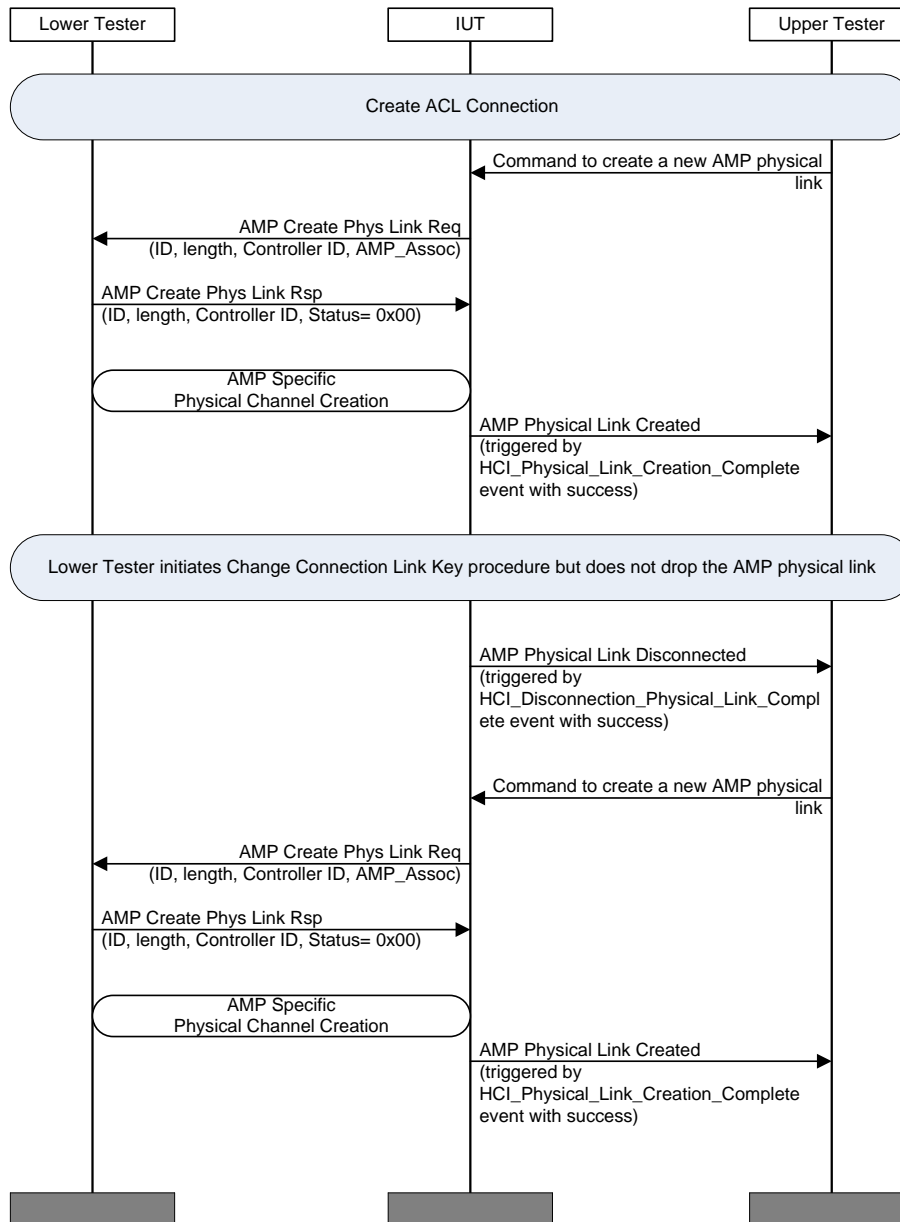 Lower Tester
IUT
Upper Tester
Create ACL Connection
Command to create a new AMP physical
link
AMP Create Phys Link Req
(ID, length, Controller ID, AMP_Assoc)
AMP Create Phys Link Rsp
(ID, length, Controller ID, Status= 0x00)
AMP Specific
Physical Channel Creation
AMP Physical Link Created
(triggered by
HCI_Physical_Link_Creation_Complete
event with success)
Lower Tester initiates Change Connection Link Key procedure but does not drop the AMP physical link
AMP Physical Link Disconnected
(triggered by
HCI_Disconnection_Physical_Link_Compl
ete event with success)
Command to create a new AMP physical
link
AMP Create Phys Link Req
(ID, length, Controller ID, AMP_Assoc)
AMP Create Phys Link Rsp
(ID, length, Controller ID, Status= 0x00)
AMP Specific
Physical Channel Creation
AMP Physical Link Created
(triggered by
HCI_Physical_Link_Creation_Complete
event with success)